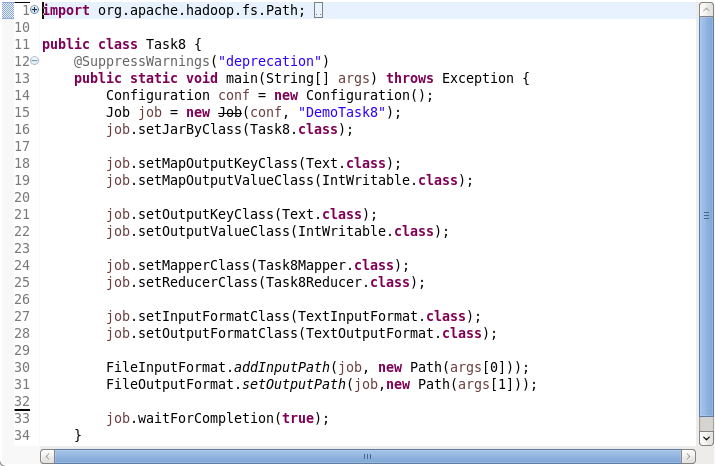 1 import org.apache.hadoop.fs.Path;
10
11 public class Task8 {
12 @SuppressWarnings("deprecation")
13 public static void main(String[] args) throws Exception {
14 Configuration conf = new Configuration();
15 Job job = new Job(conf, "DemoTask8");
16 job.setJarByClass(Task8.class);
17
18 job.setMapOutputKeyClass(Text.class);
19 job.setMapOutputValueClass(IntWritable.class);
20
21 job.setOutputKeyClass(Text.class);
22 job.setOutputValueClass(IntWritable.class);
23
24 job.setMapperClass(Task8Mapper.class);
25 job.setReducerClass(Task8Reducer.class);
26
27 job.setInputFormatClass(TextInputFormat.class);
28 job.setOutputFormatClass(TextOutputFormat.class);
29
30 FileInputFormat.addInputPath(job, new Path(args[0]));
31 FileOutputFormat.setOutputPath(job,new Path(args[1]));
32
33 job.waitForCompletion(true);
34 }